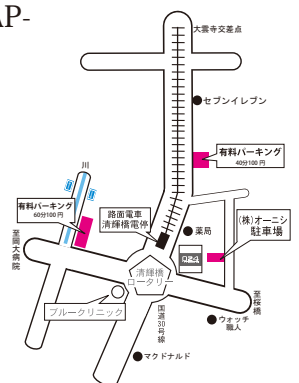 AP-
大雲寺交差点
セブンイレブン
有料パーキング
40分100円
川
有料パーキング
60分100円
路面電車
清輝橋電停
薬局
(株)オーニシ
駐車場
至岡大病院
清輝橋
ロータリー
至桜橋
ブルークリニック
国道30号線
ウォッチ
職人
マクドナルド